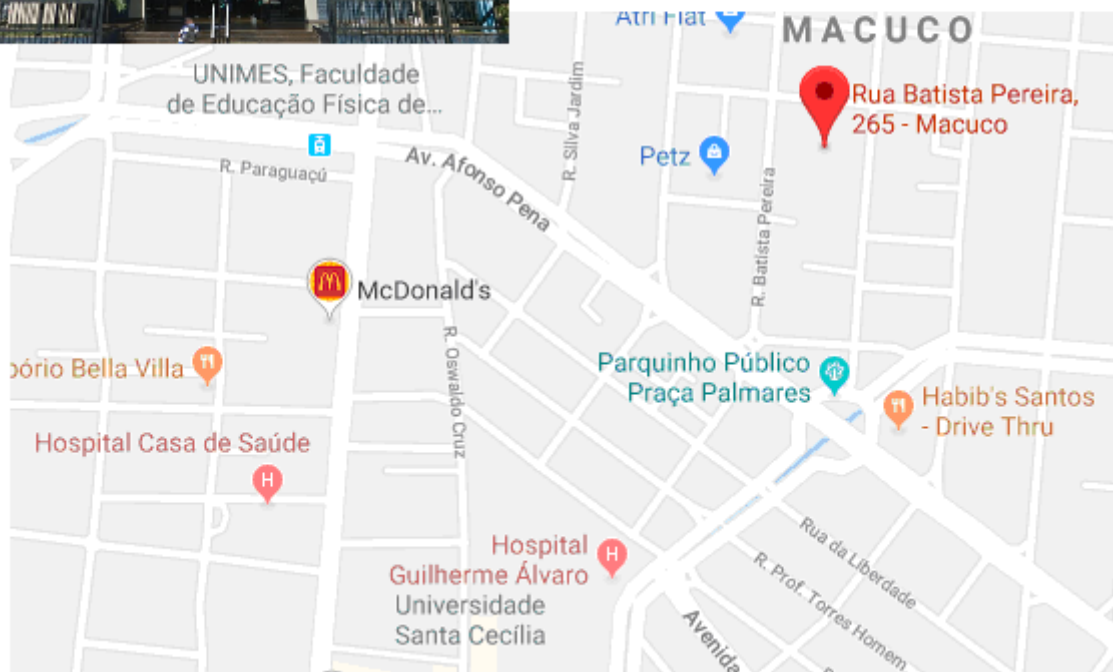 Atri Flat
MACUCO
UNIMES, Faculdade
de Educação Física de...
Rua Batista Pereira,
265 - Macuco
R. Silva Jardim
Petz
Av. Afonso Pena
R. Paraguaçú
R. Batista Pereira
McDonald's
Bella Villa
R. Oswaldo Cruz
Parquinho Público
Praça Palmares
Habib's Santos
- Drive Thru
Hospital Casa de Saúde
H
Hospital
Guilherme Álvaro
H
Universidade
Santa Cecília
Rua da Liberdade
R. Prof. Torres Homem
Avenida